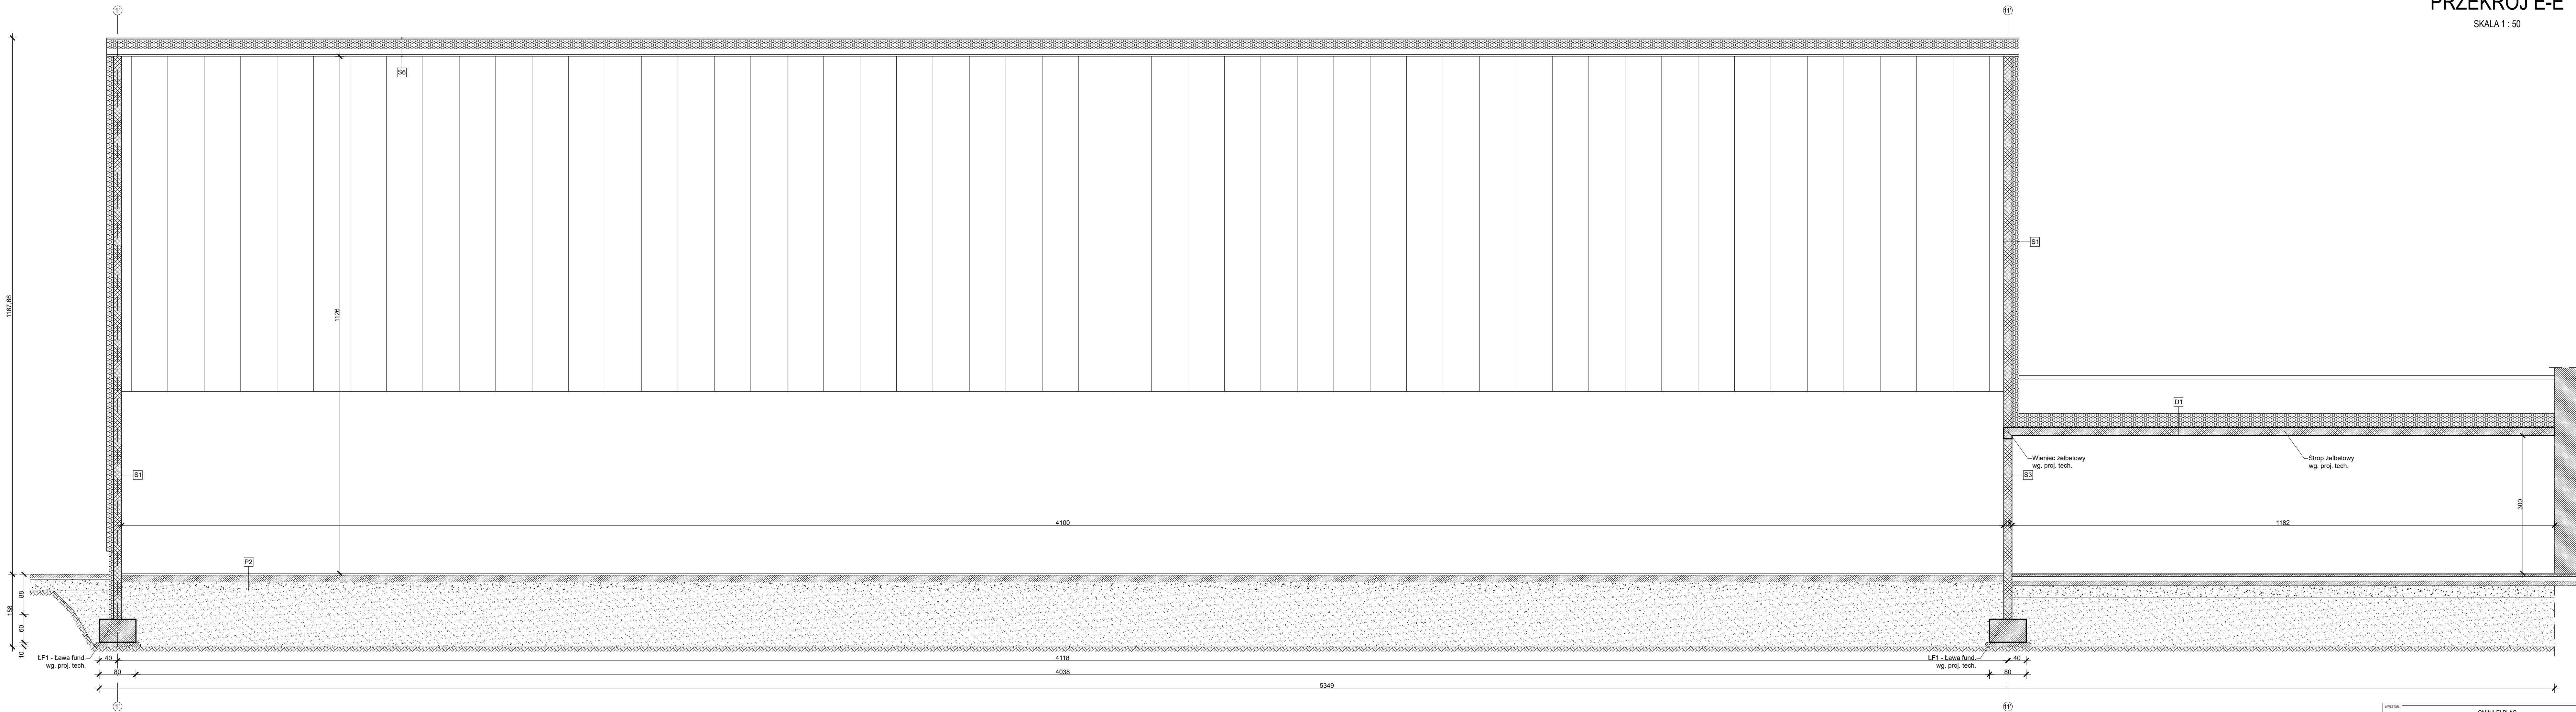 PRZEKRÓJ E-E
SKALA 1 : 50
1"
11"
S6
1126
1167,66
S1
S1
D1
Wieniec żelbetowy
wg. proj. tech.
Strop żelbetowy
wg. proj. tech.
S3
300
4100
18
1182
P2
88
158
60
10
ŁF1 - Ława fund.
wg. proj. tech.
40
4118
ŁF1 - Ława fund.
wg. proj. tech.
40
80
4038
80
5349
1"
11"